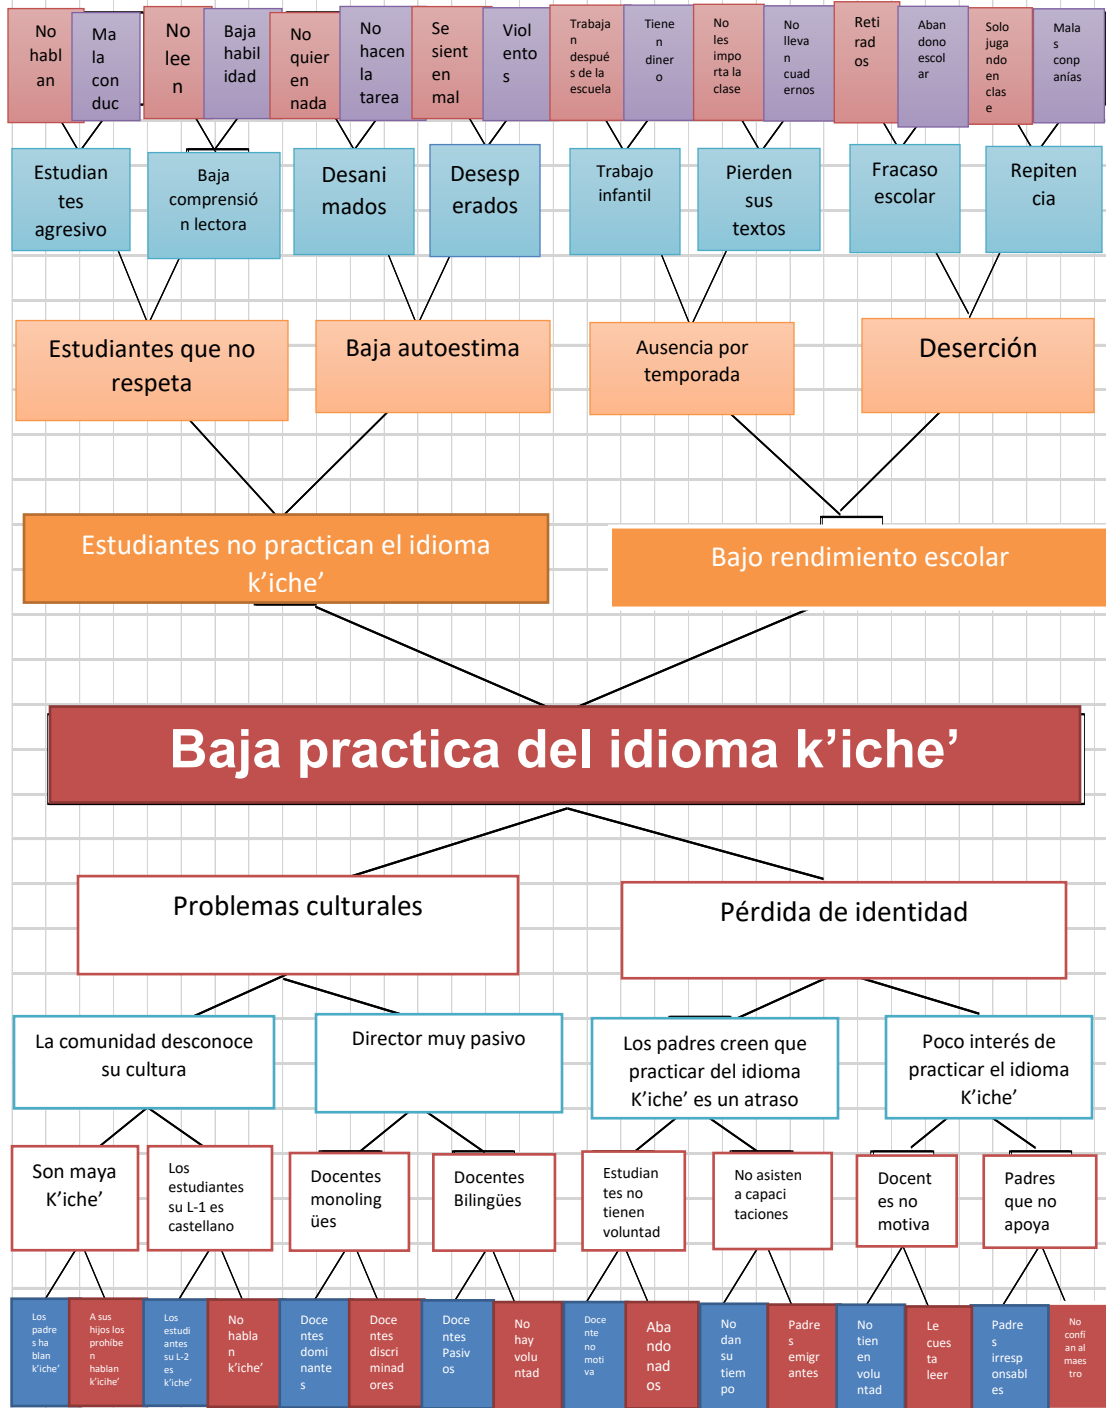 No
habl
an
Ma
la
con
duc
No
lee
n
Baja
habil
idad
No
quier
en
nada
No
hacen
la
tarea
Se
sient
en
mal
Viol
ento
s
Trabaja
n
despué
s de la
escuela
Tiene
n
diner
o
No
les
impo
rta la
clase
No
lleva
n
cuad
ernos
Reti
rad
os
Aban
dono
escol
ar
Solo
juga
ndo
en
clas
e
Mala
s
conp
anías
Estudian
tes
agresivo
Baja
comprensió
n lectora
Desani
mados
Desesp
erados
Trabajo
infantil
Pierden
sus
textos
Fracaso
escolar
Repiten
cia
Estudiantes que no
respeta
Baja autoestima
Ausencia por
temporada
Deserción
Estudiantes no practican el idioma
k’iche’
Bajo rendimiento escolar
Baja practica del idioma k’iche’
Problemas culturales
Pérdida de identidad
La comunidad desconoce
su cultura
Director muy pasivo
Los padres creen que
practicar del idioma
K’iche’ es un atraso
Poco interés de
practicar el idioma
K’iche’
Son maya
K’iche’
Los
estudiantes
su L-1 es
castellano
Docentes
monoling
ües
Docentes
Bilingües
Estudian
tes no
tienen
voluntad
No asisten
a capaci
taciones
Docent
es no
motiva
Padres
que no
apoya
Los
padre
s ha
blan
k’iche’
A sus
hijos los
prohíbe
n
hablan
k’icihe’
Los
estudi
antes
su L-2
es
k’iche’
No
habla
n
k’iche’
Doce
ntes
domi
nante
s
Doce
ntes
discri
minad
ores
Doce
ntes
Pasiv
os
No
hay
volu
ntad
Doce
nte
no
moti
va
Aba
ndo
nad
os
No
dan
su
tiem
po
Padre
s
emigr
antes
No
tien
en
volu
ntad
Le
cues
ta
leer
Padre
s
irresp
onsabl
es
No
confí
an al
maes
tro